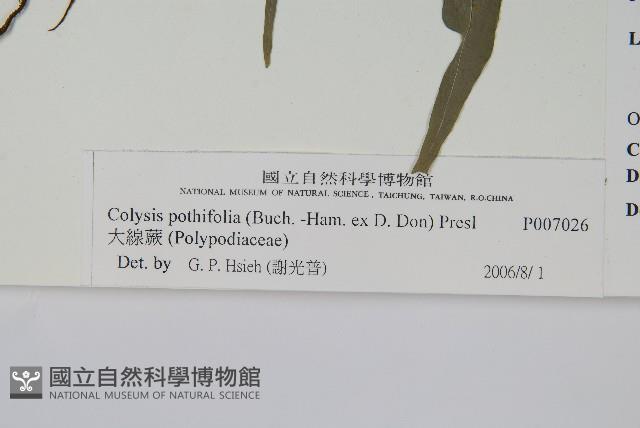 國立自然科學博物館
NATIONAL MUSEUM OF NATURAL SCIENCE, TAICHUNG, TAIWAN, R.O.CHINA
Colysis pothifolia (Buch. -Ham. ex D. Don) Presl P007026
大線蕨 (Polypodiaceae)
Det. by G. P. Hsieh (謝光普) 2006/8/ 1
L
O
C
D
D
國立自然科學博物館
NATIONAL MUSEUM OF NATURAL SCIENCE